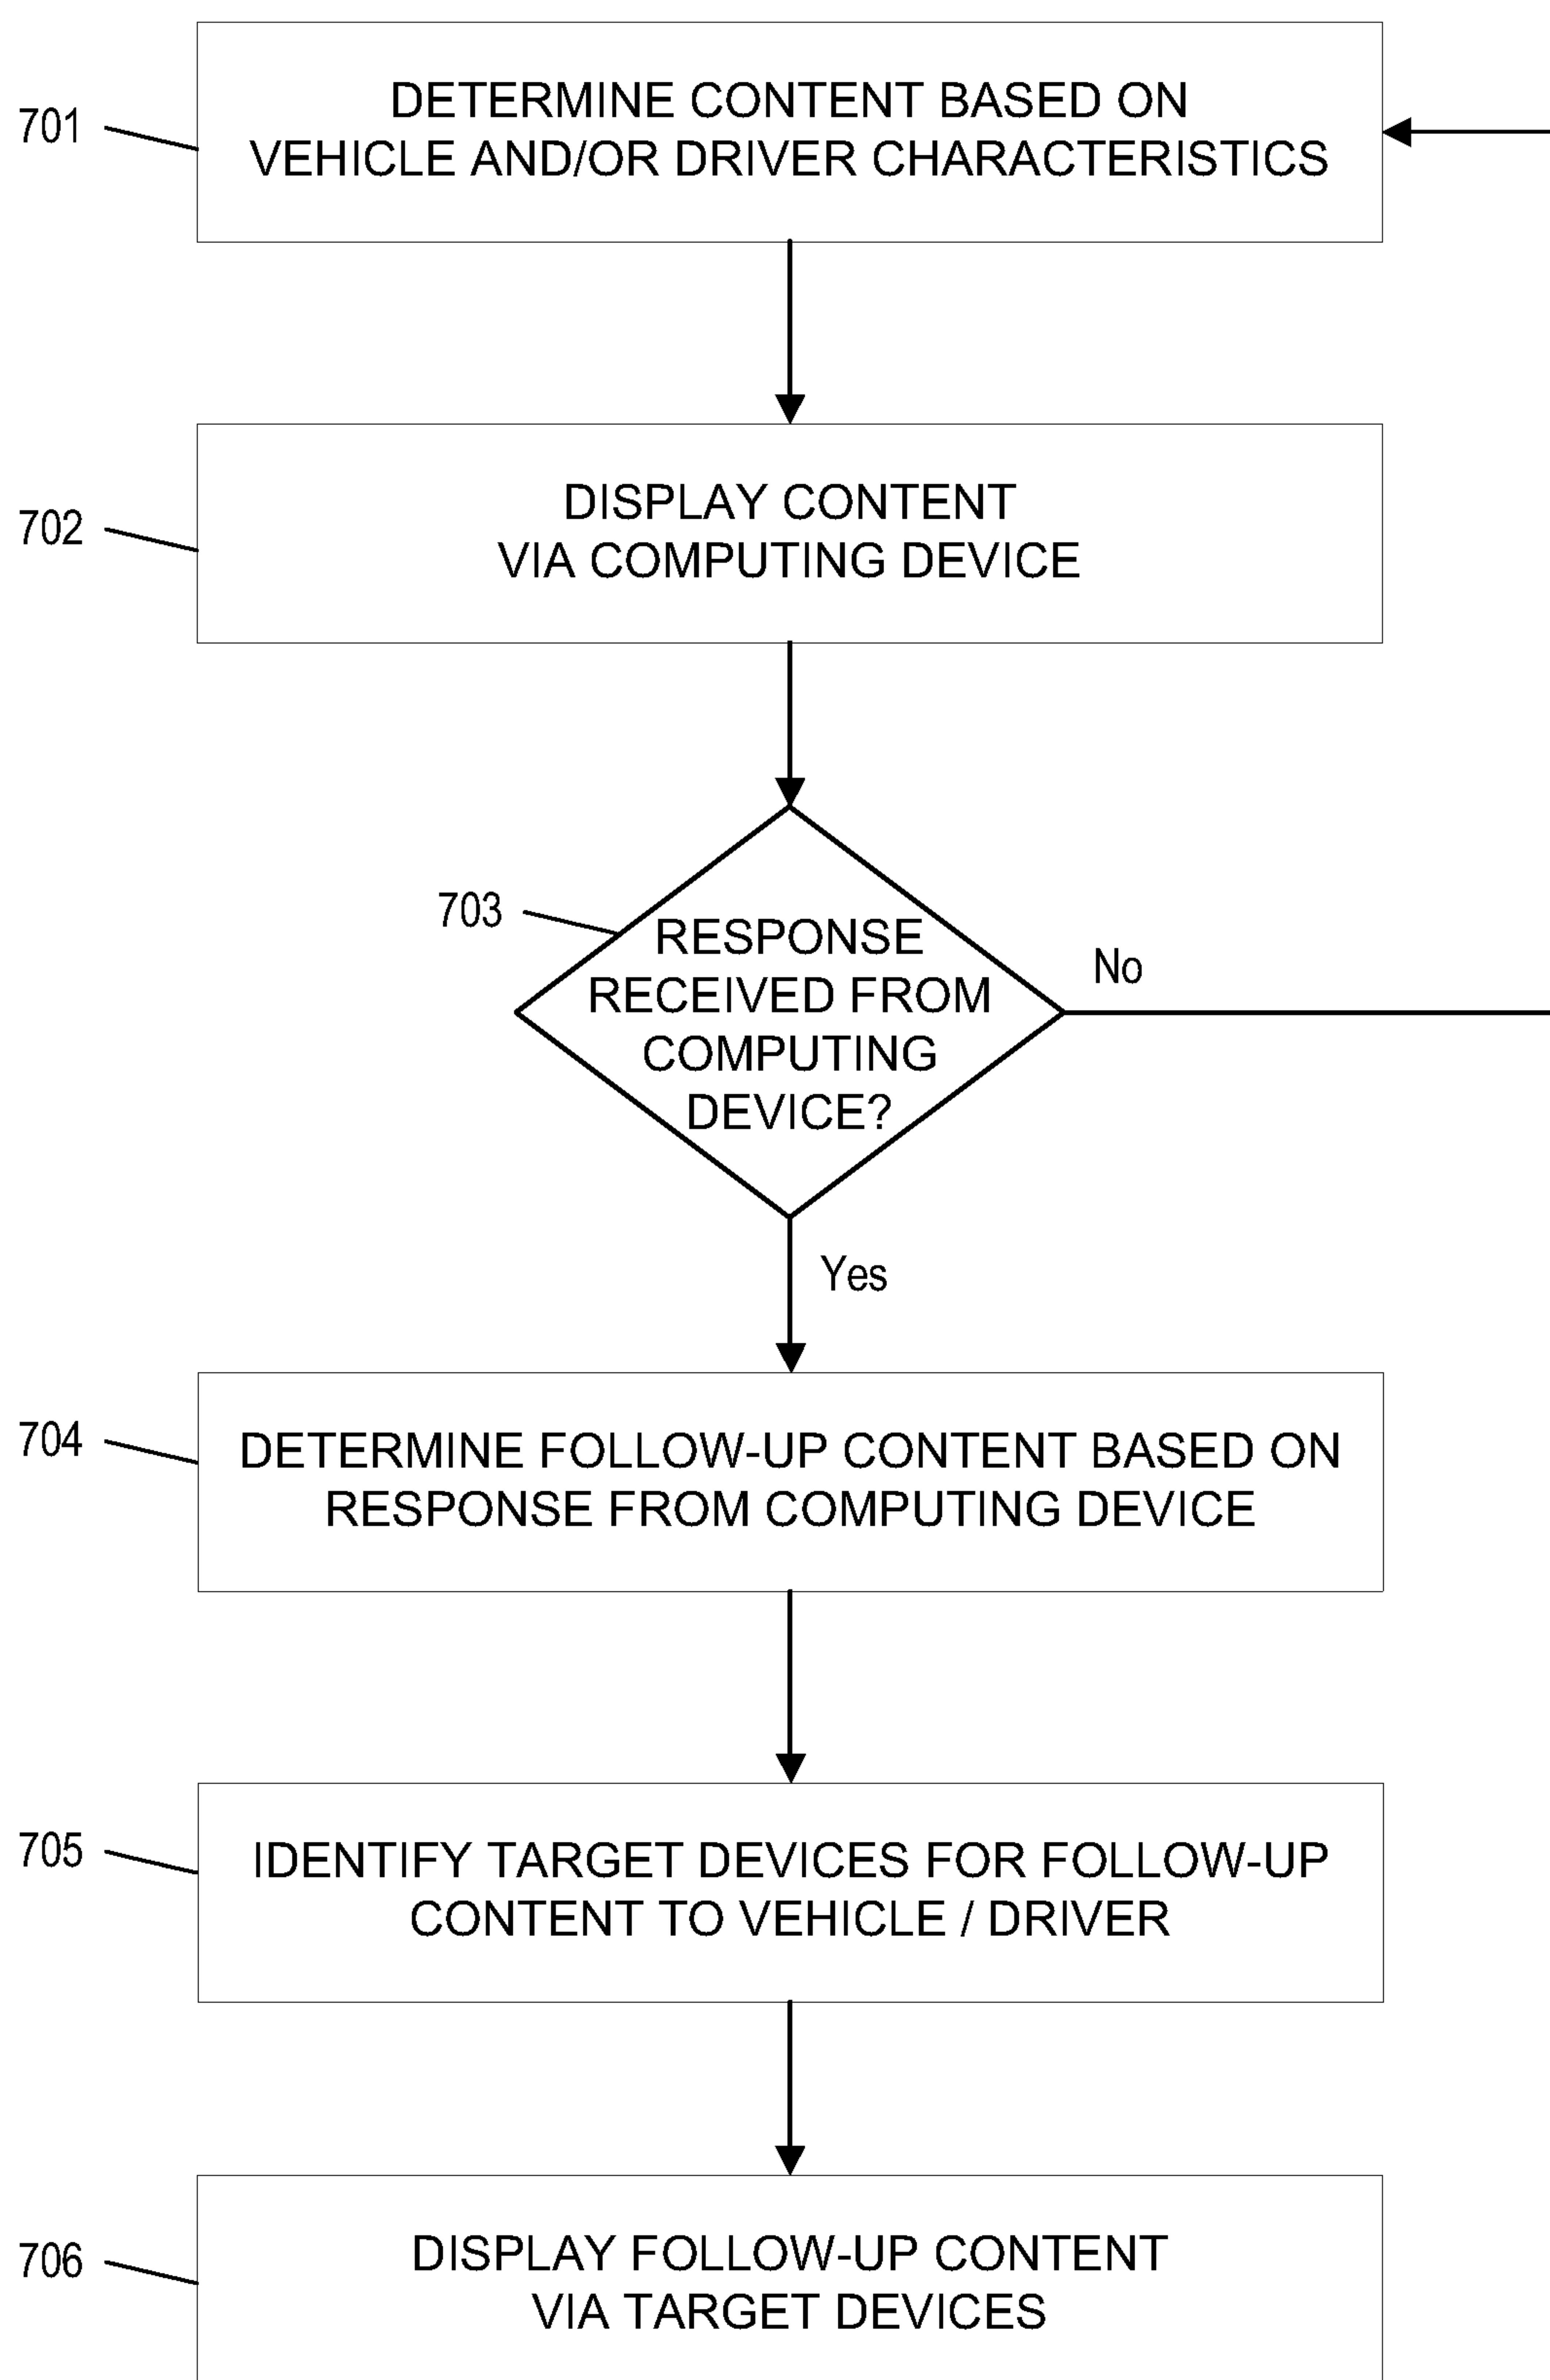 701
DETERMINE CONTENT BASED ON
VEHICLE AND/OR DRIVER CHARACTERISTICS
702
DISPLAY CONTENT
VIA COMPUTING DEVICE
703
RESPONSE
RECEIVED FROM
COMPUTING
DEVICE?
No
Yes
704
DETERMINE FOLLOW-UP CONTENT BASED ON
RESPONSE FROM COMPUTING DEVICE
705
IDENTIFY TARGET DEVICES FOR FOLLOW-UP
CONTENT TO VEHICLE / DRIVER
706
DISPLAY FOLLOW-UP CONTENT
VIA TARGET DEVICES